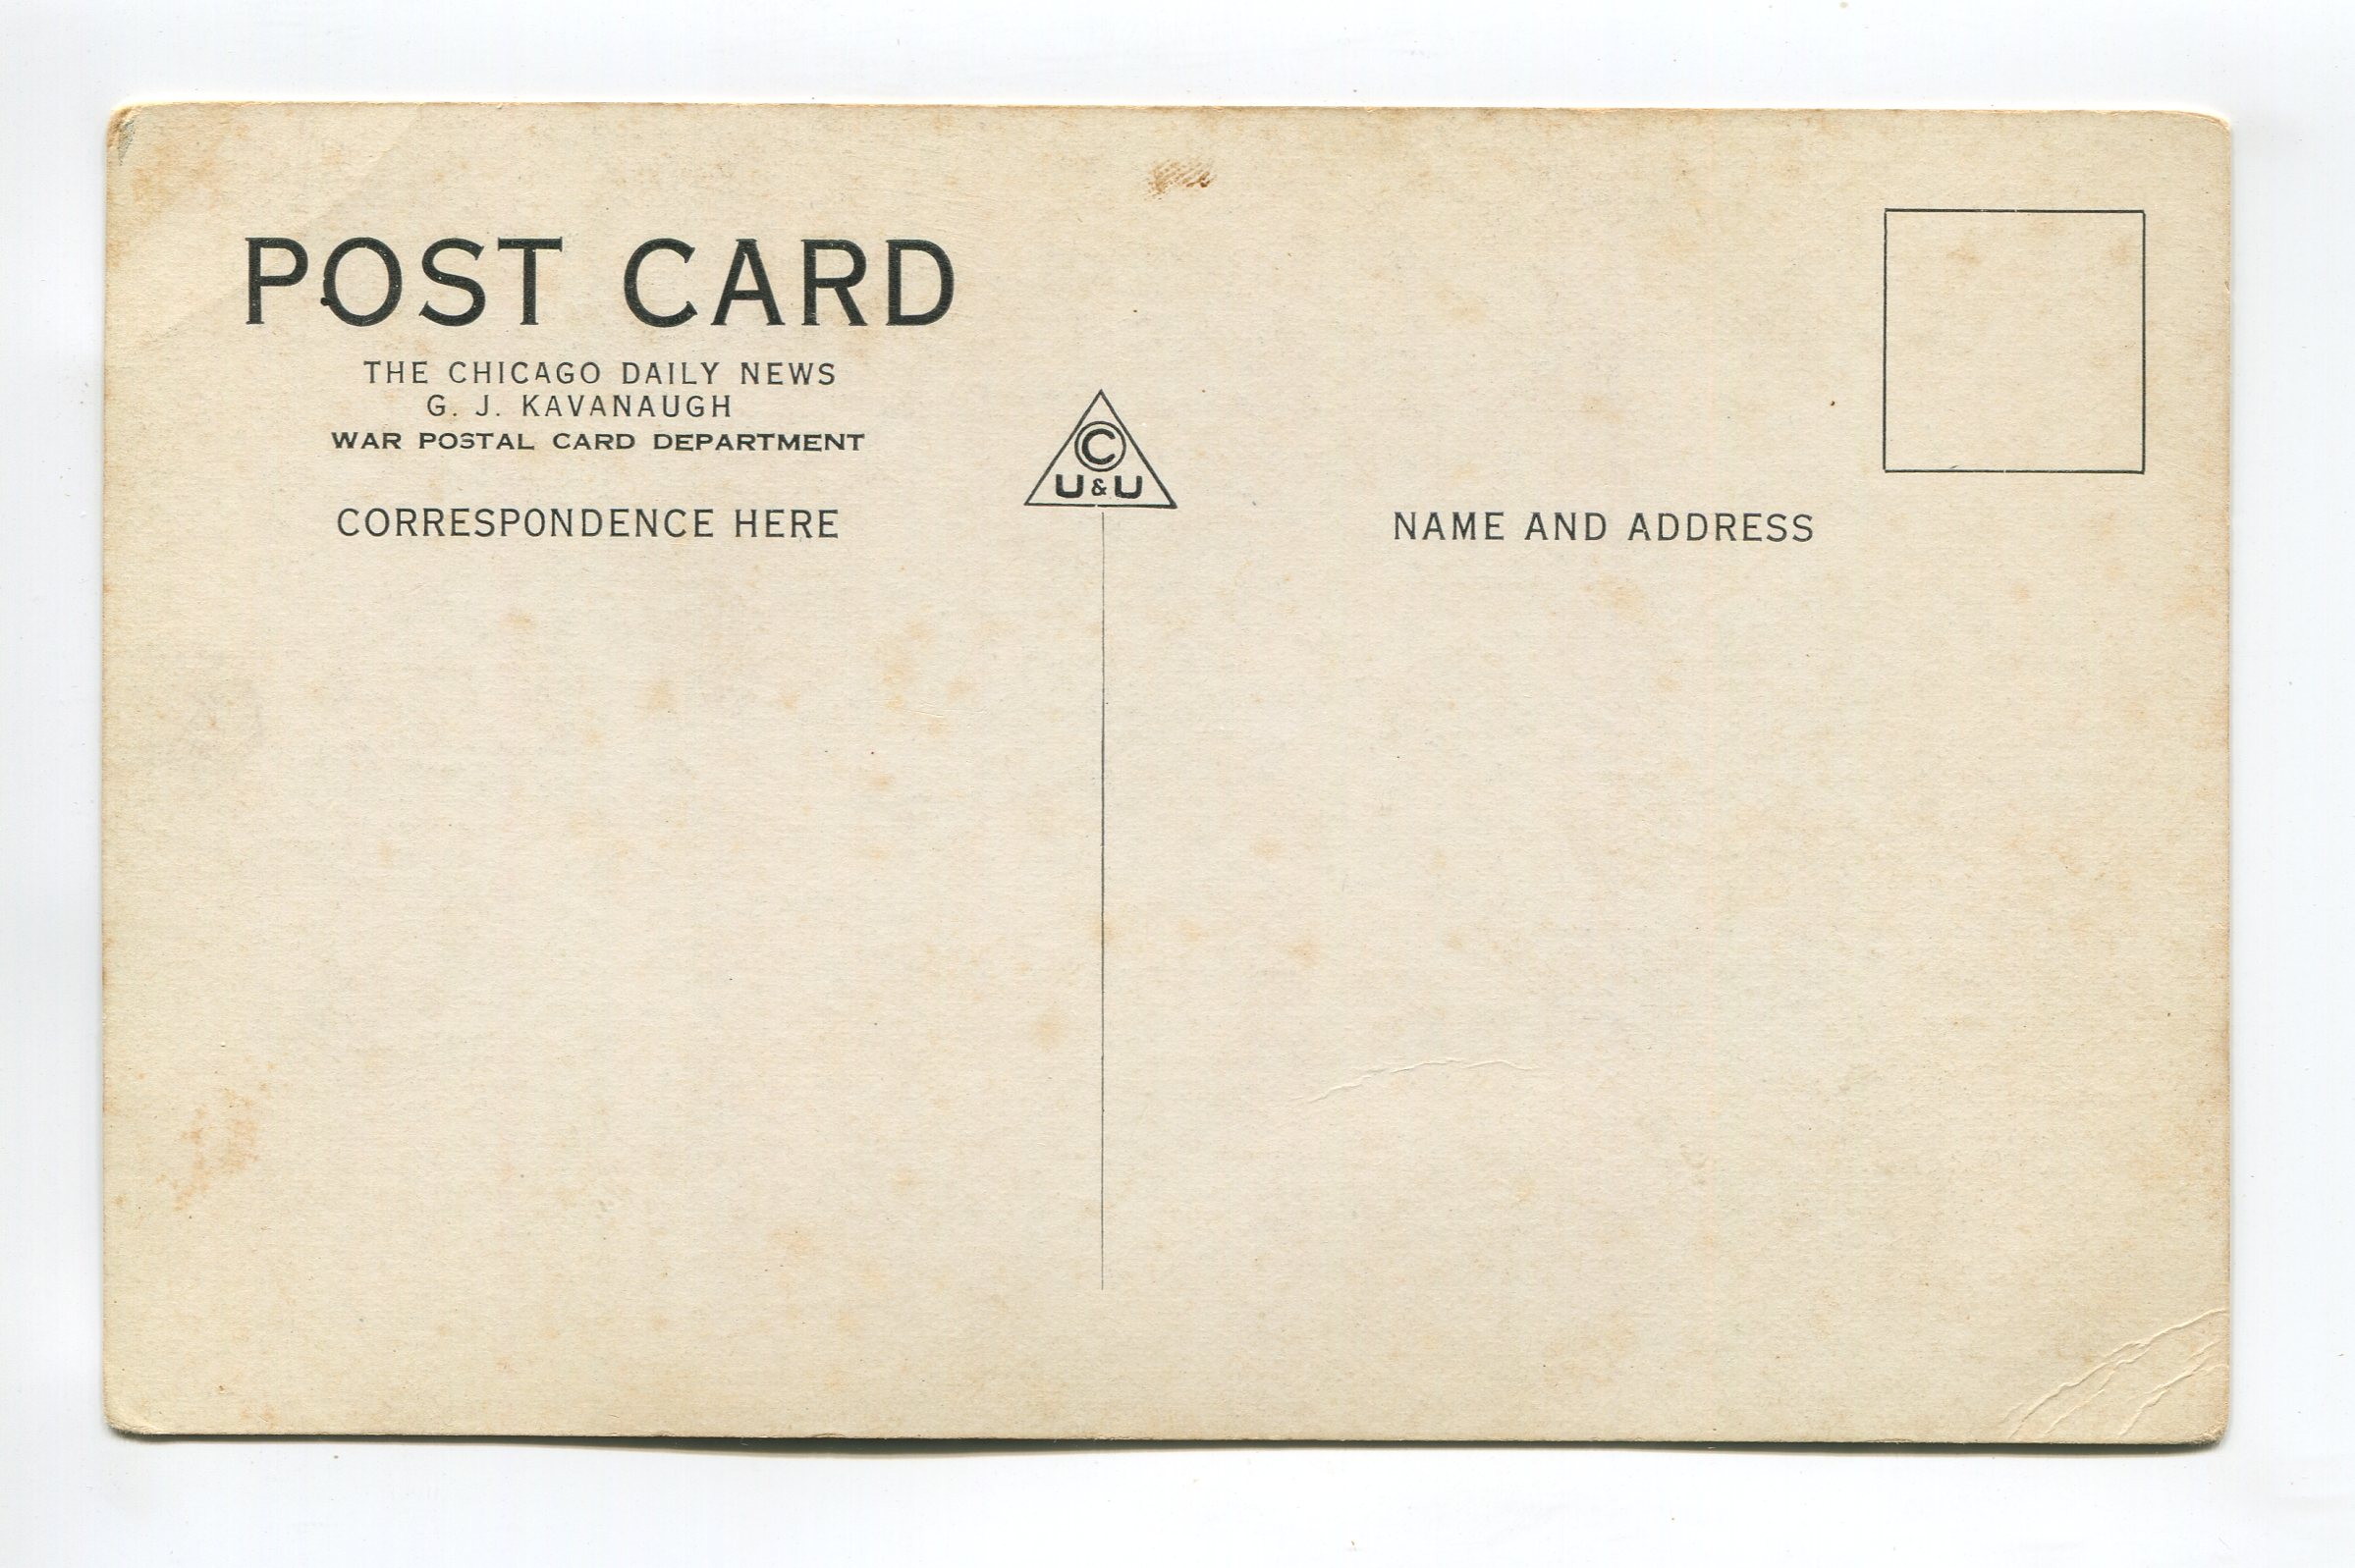 POST CARD
THE CHICAGO DAILY NEWS
G. J. KAVANAUGH
WAR POSTAL CARD DEPARTMENT
CORRESPONDENCE HERE
©
U & U
NAME AND ADDRESS